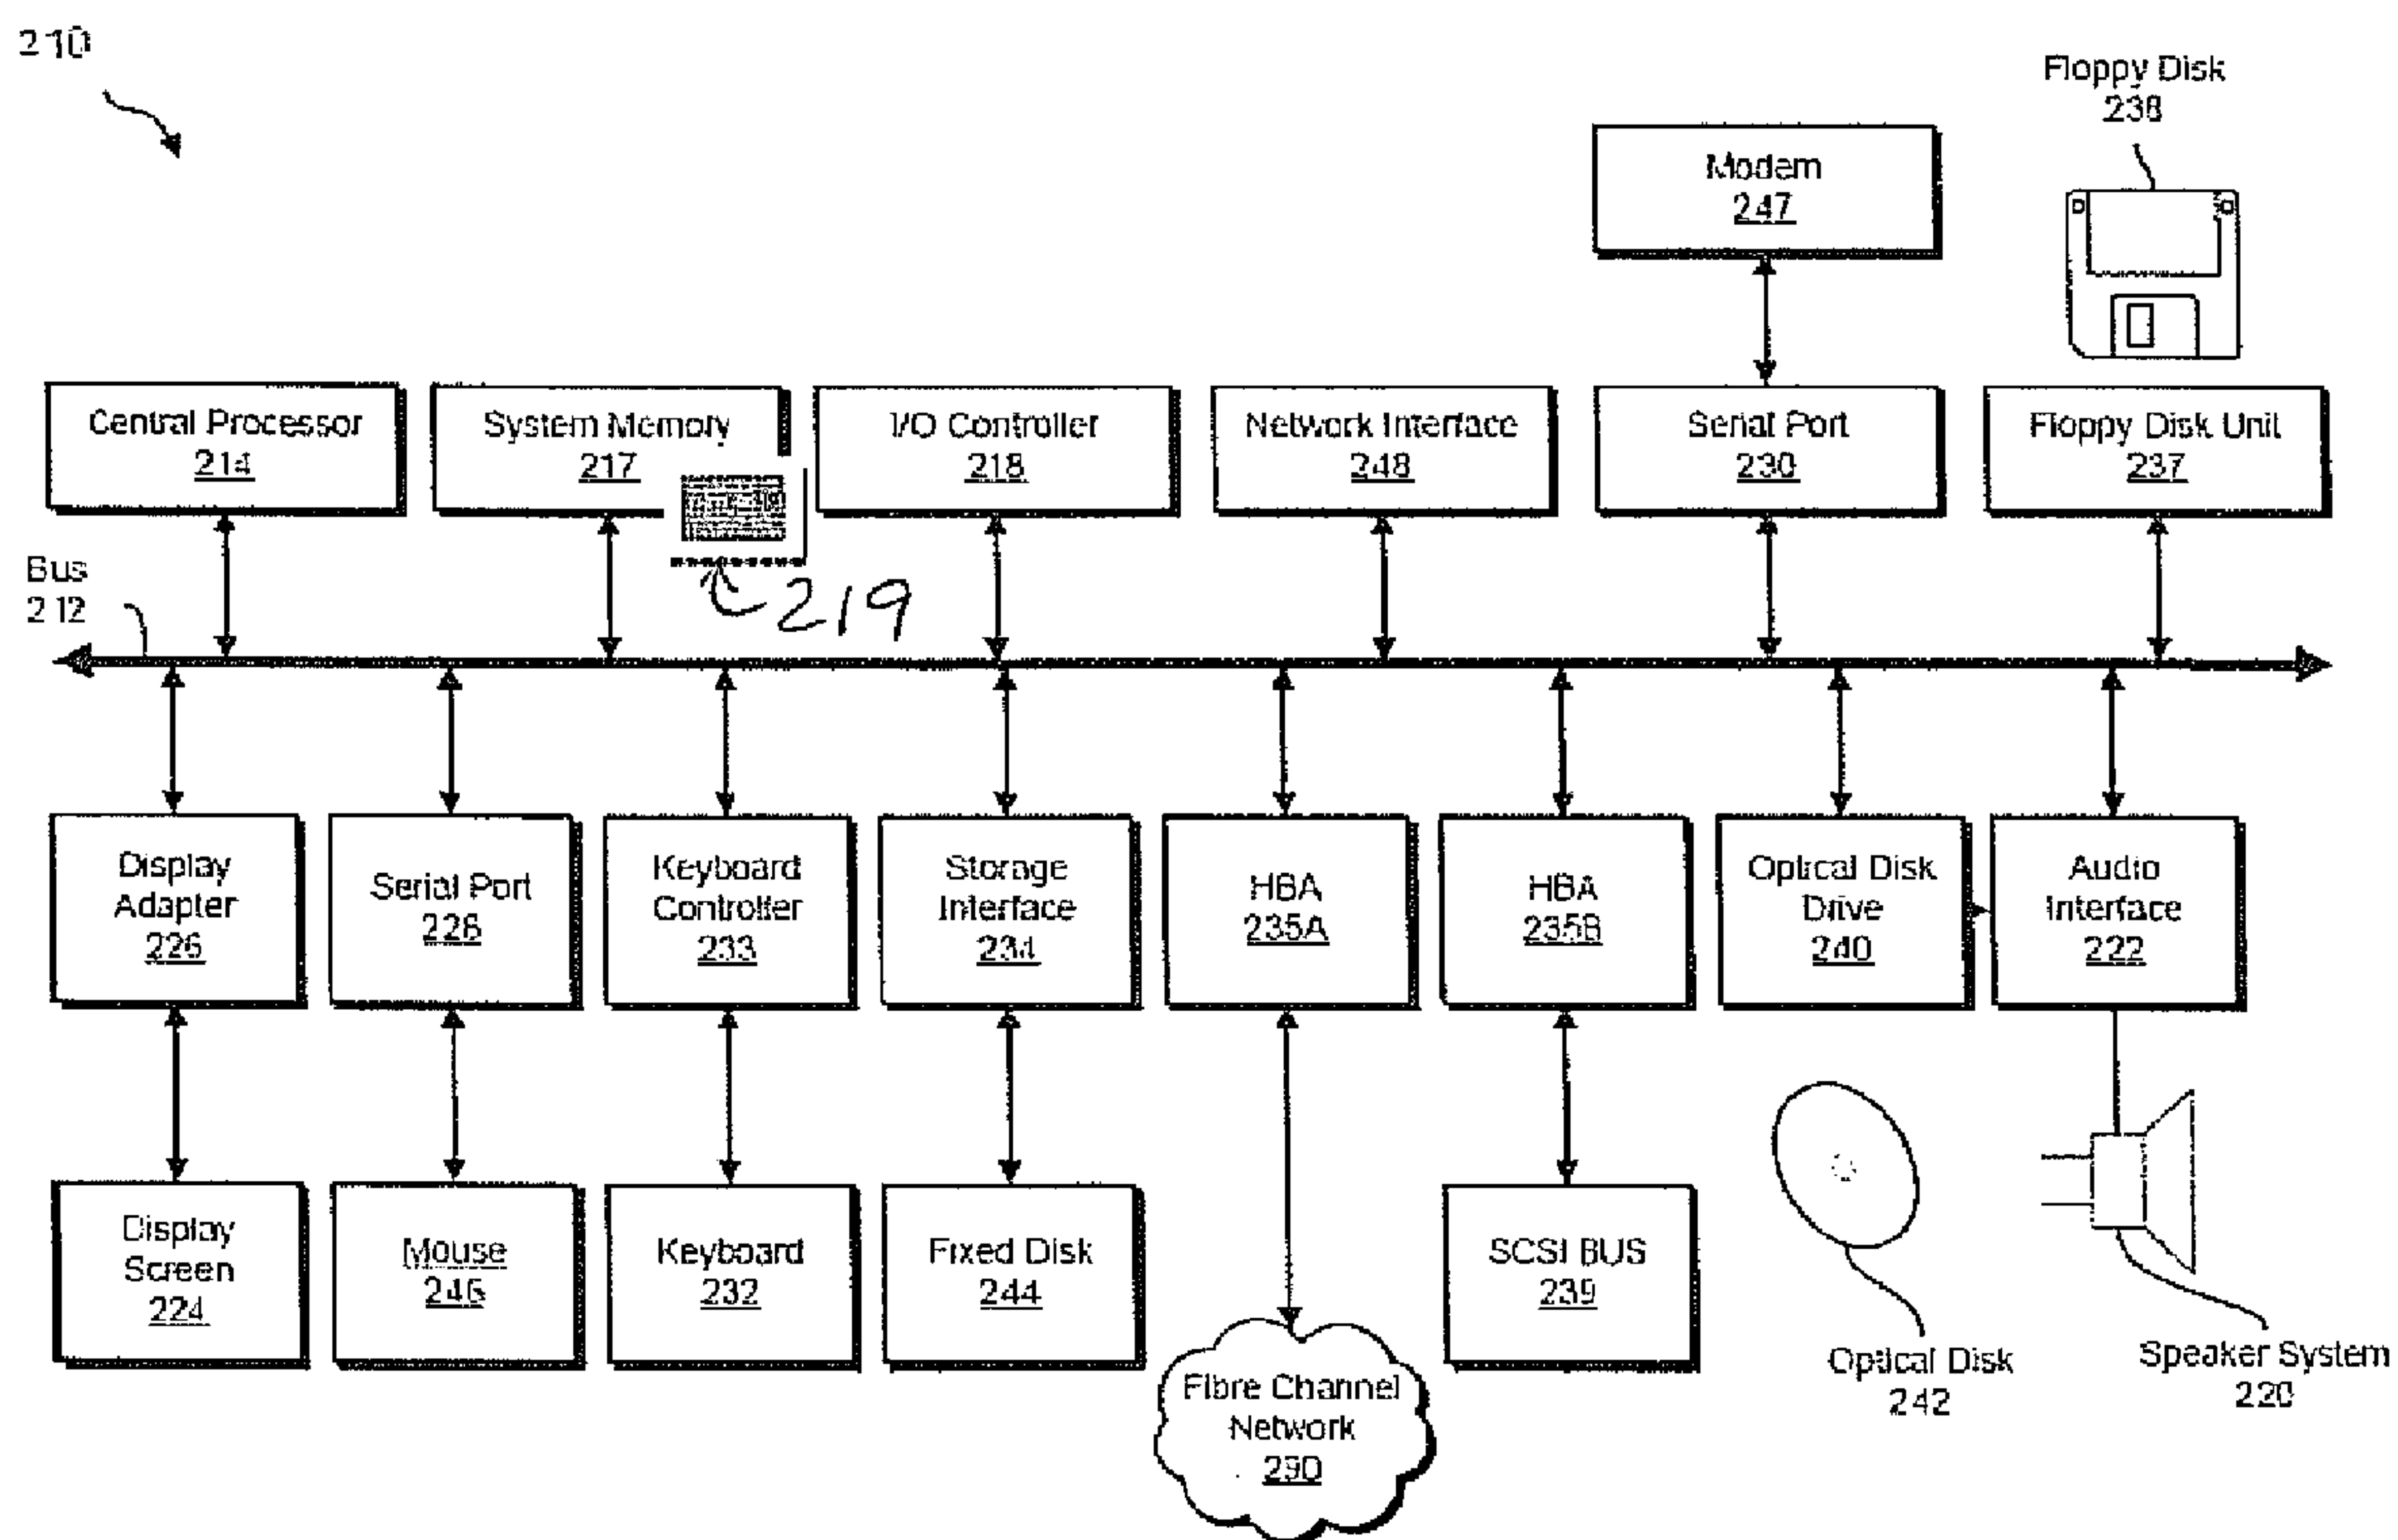 210
Floppy Disk
238
Modem
247
Central Processor
214
System Memory
217
I/O Controller
218
Network Interface
248
Serial Port
230
Floppy Disk Unit
237
Bus
212
219
Display
Adapter
226
Serial Port
228
Keyboard
Controller
233
Storage
Interface
234
HBA
235A
HBA
235B
Optical Disk
Drive
240
Audio
Interface
222
Display
Screen
224
Mouse
246
Keyboard
232
Fixed Disk
244
Fibre Channel
Network
290
SCSI BUS
239
Optical Disk
242
Speaker System
220